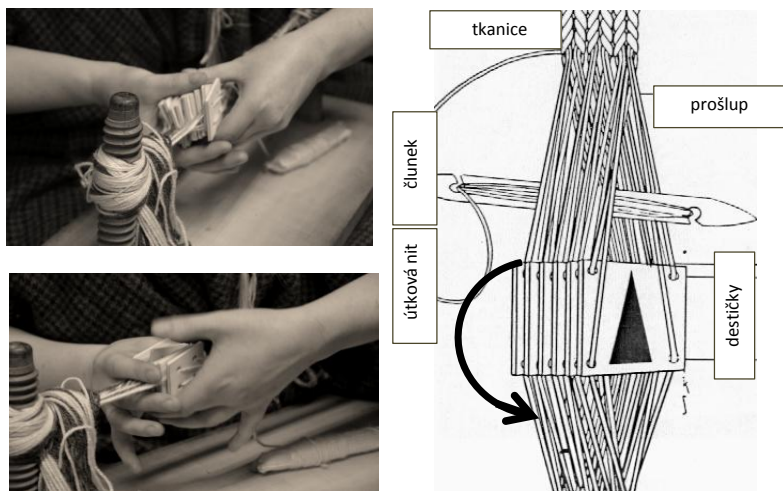 tkanice
prošlup
člunek
útková nit
destičky